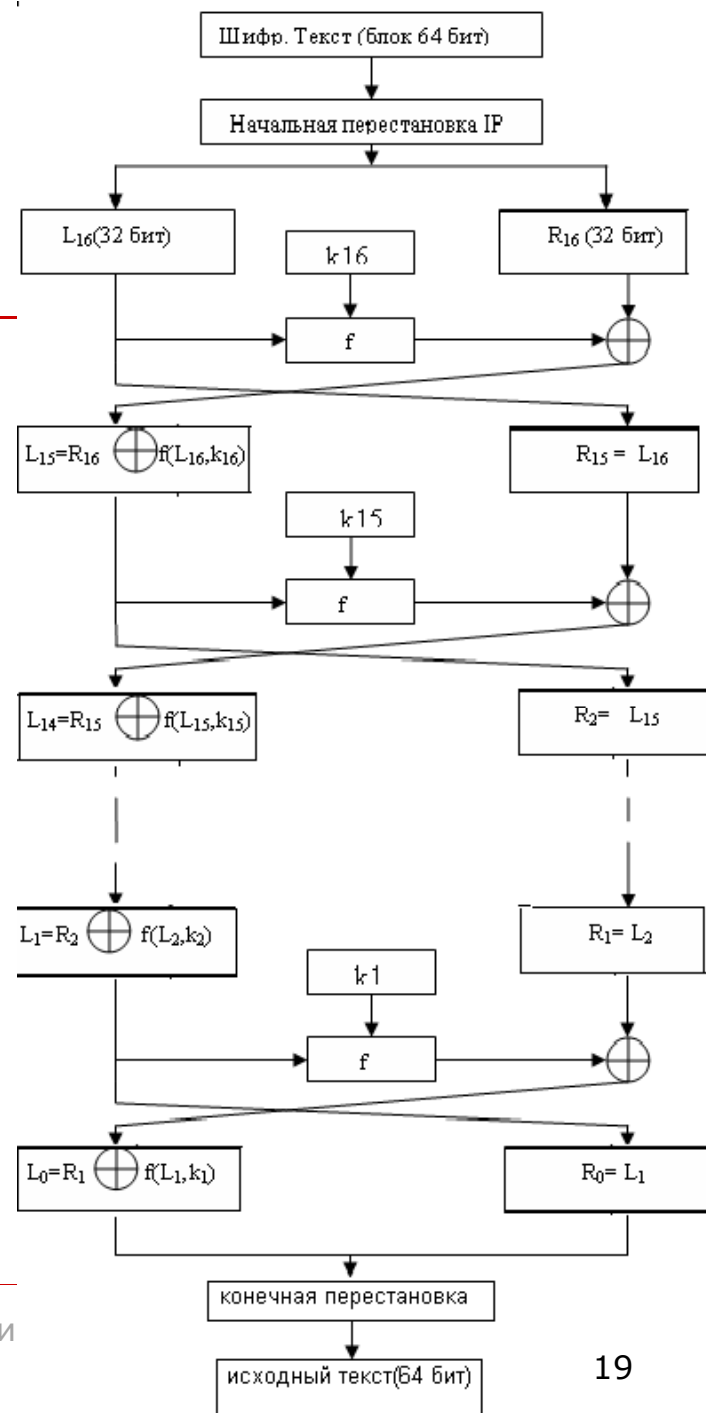 Шифр. Текст (блок 64 бит)
Начальная перестановка IP
L₁₆(32 бит)
R₁₆ (32 бит)
k16
f
L₁₅=R₁₆ ⊕ f(L₁₆,k₁₆)
R₁₅ = L₁₆
k15
f
L₁₄=R₁₅ ⊕ f(L₁₅,k₁₅)
R₂= L₁₅
L₁=R₂ ⊕ f(L₂,k₂)
R₁= L₂
k1
f
L₀=R₁ ⊕ f(L₁,k₁)
R₀= L₁
конечная перестановка
и
исходный текст(64 бит)
19